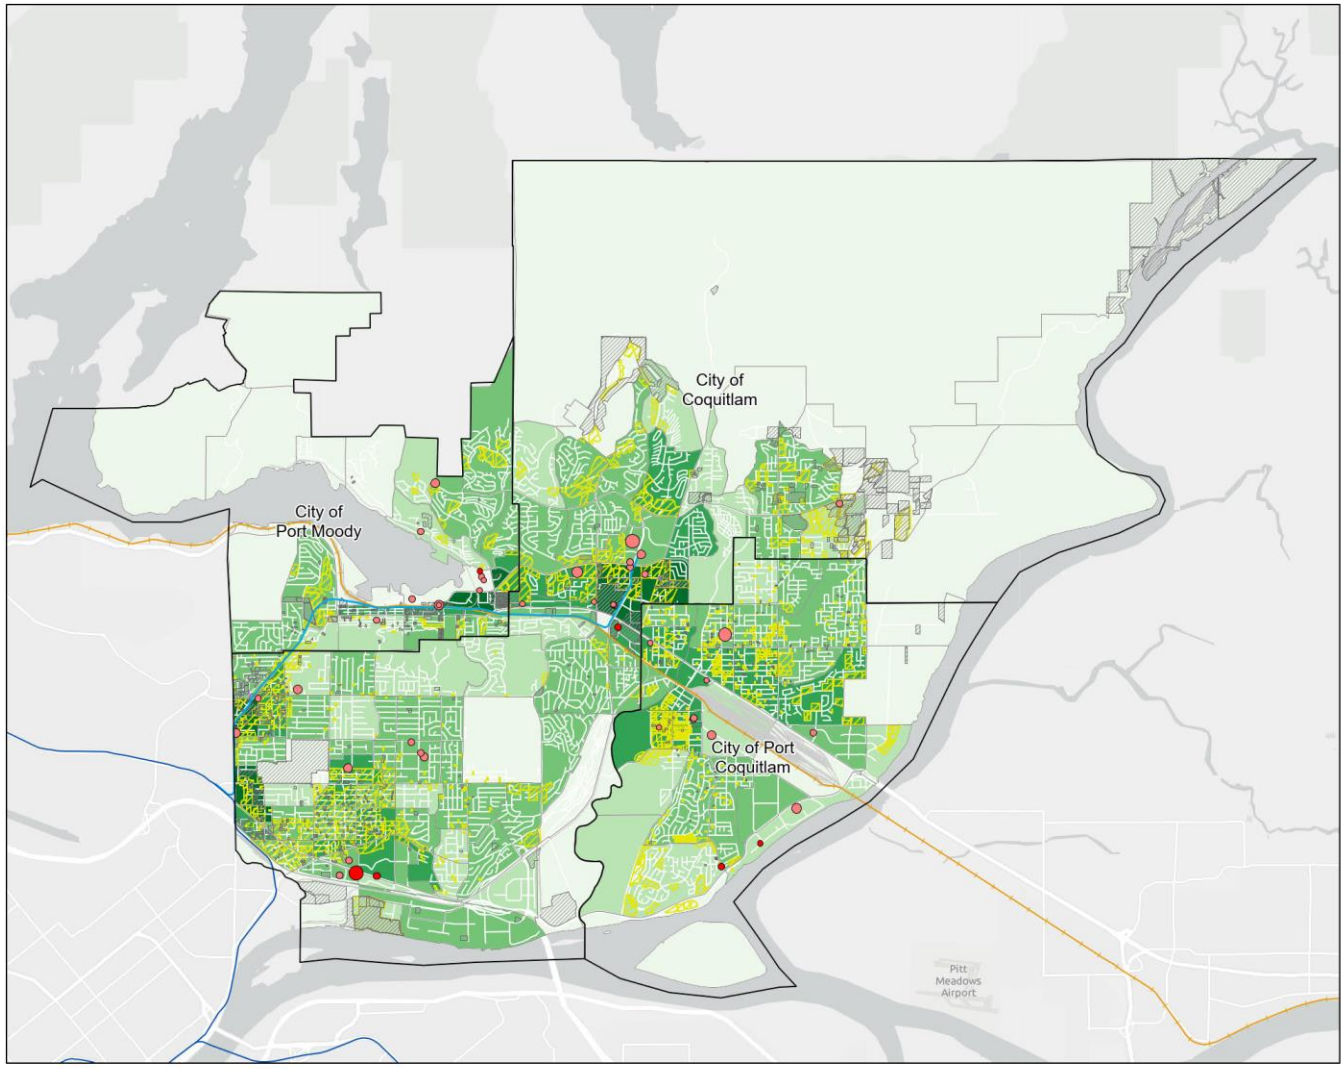 City of
Coquitlam
City of
Port Moody
City of Port
Coquitlam
Pitt
Meadows
Airport